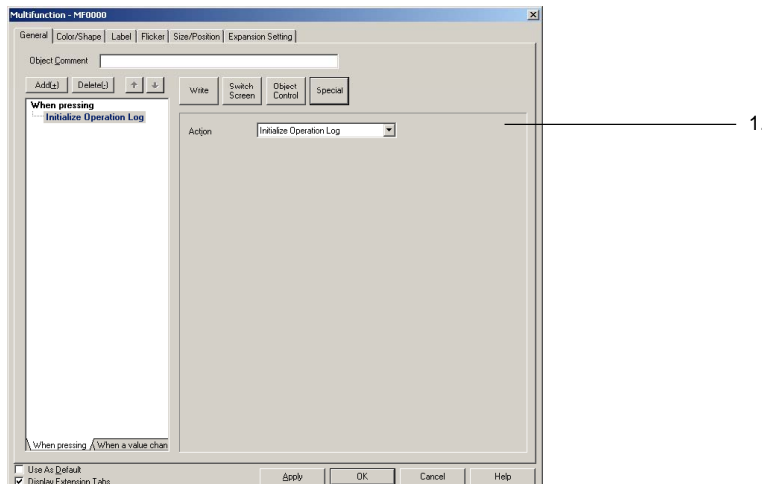 Multifunction - MF0000
General Color/Shape Label Flicker Size/Position Expansion Setting
Object Comment
Add(+) Delete(-)
Write Switch Screen Object Control Special
When pressing
Initialize Operation Log
Action Initialize Operation Log
1.
When pressing When a value chan
Use As Default
Display Extension Tabs
Apply OK Cancel Help